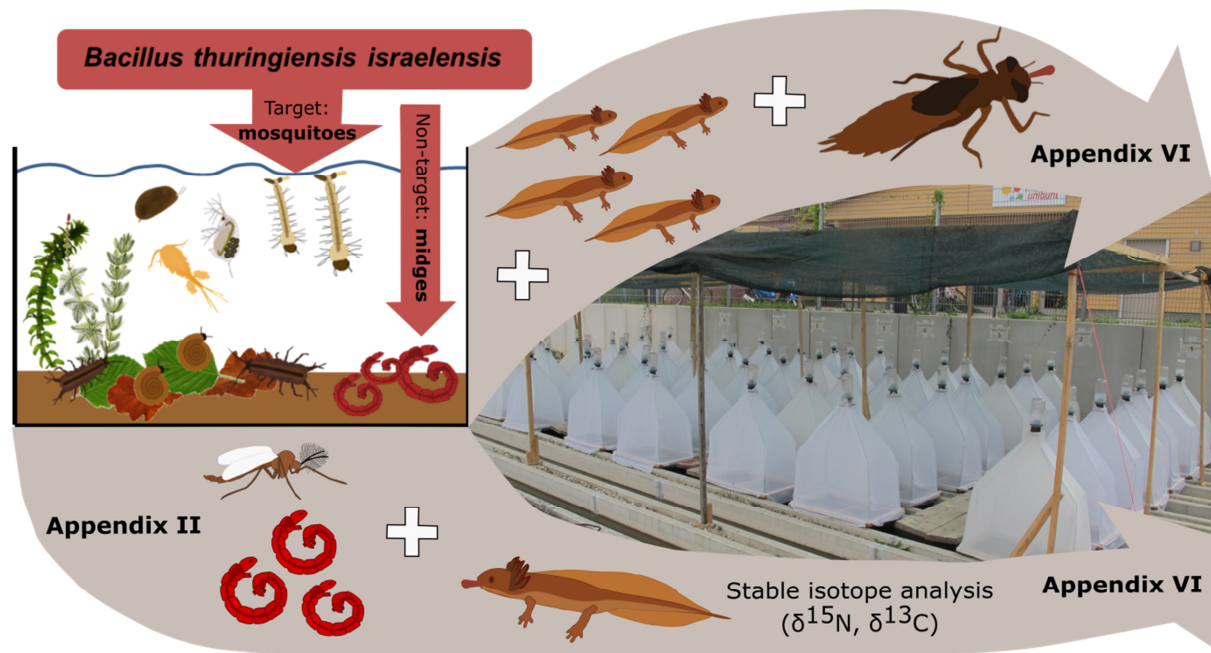 Bacillus thuringiensis israelensis
Target:
mosquitoes
Non-target: midges
Appendix VI
Appendix II
Stable isotope analysis
(δ¹⁵N, δ¹³C)
Appendix VI